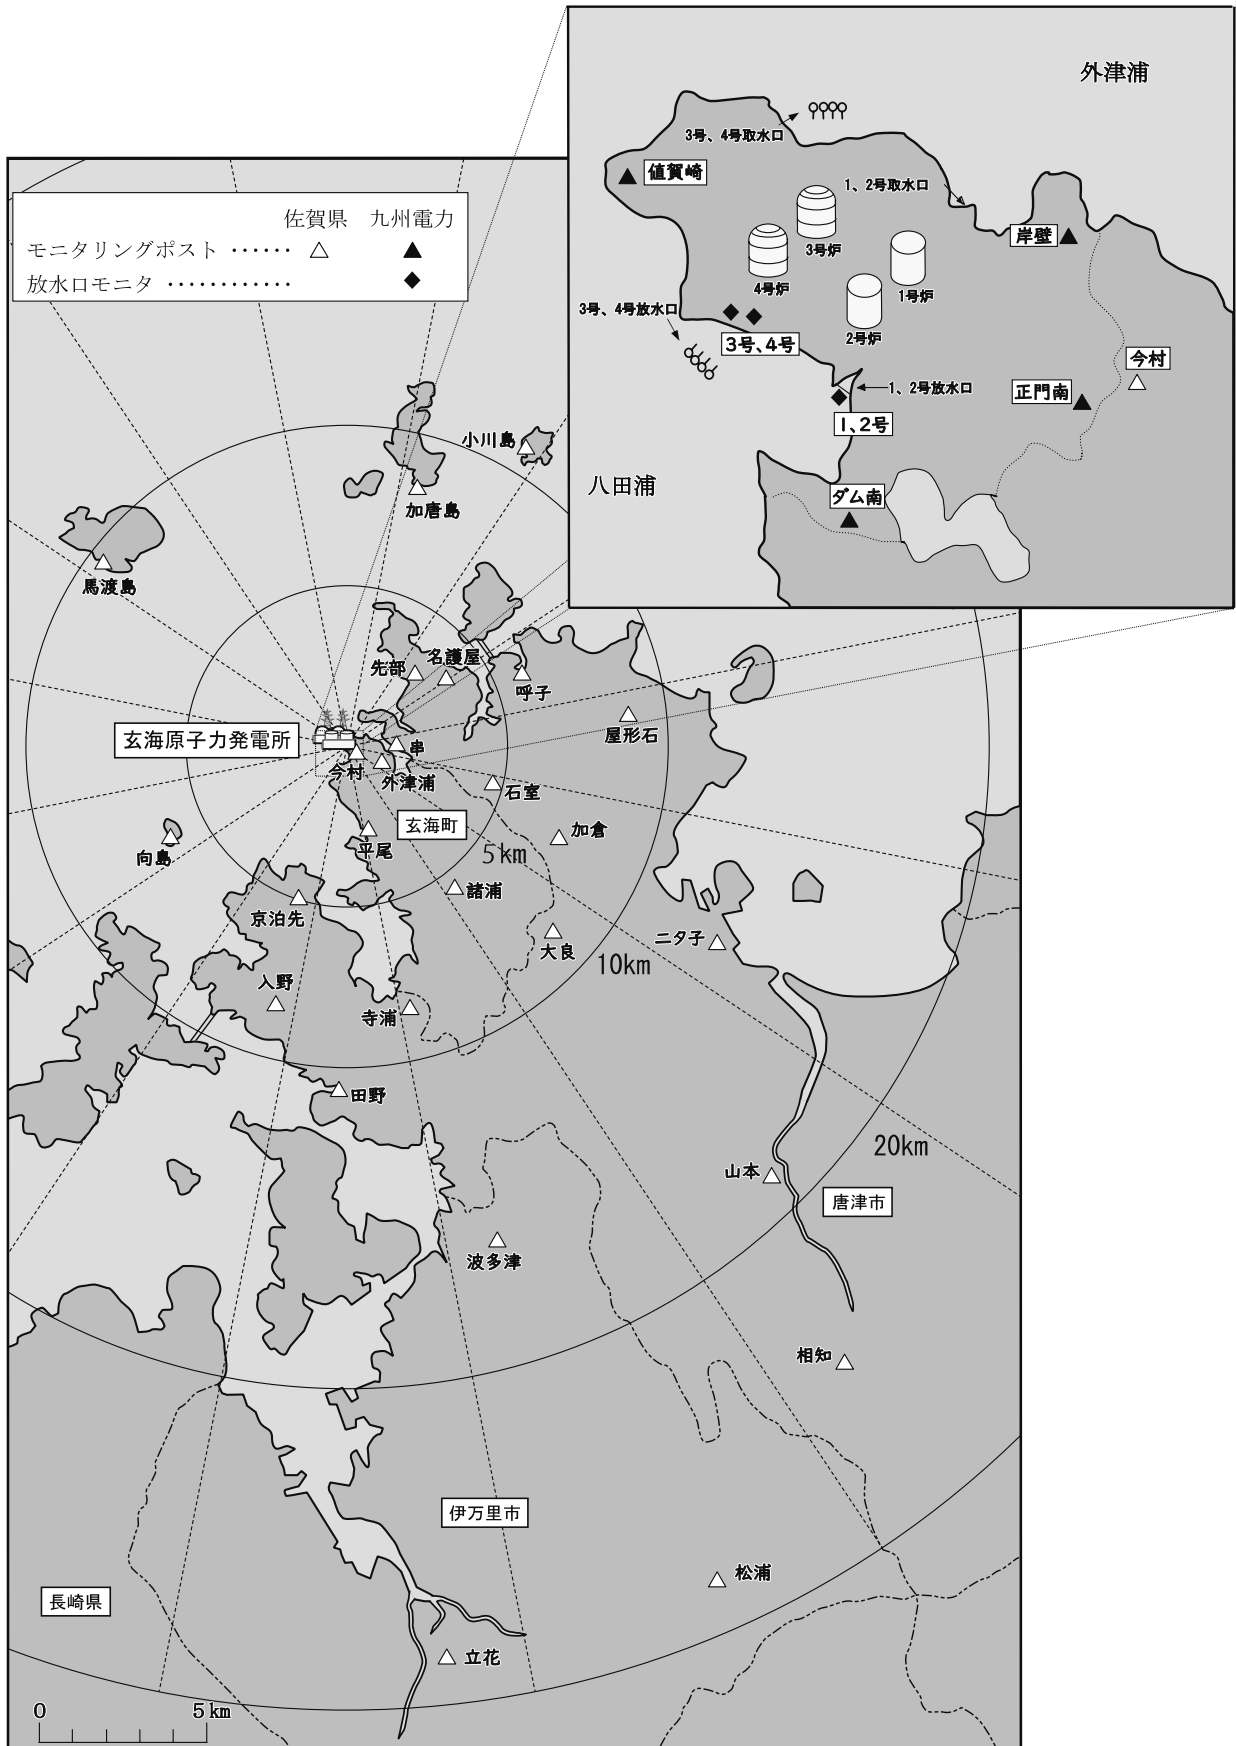 佐賀県 九州電力
モニタリングポスト ‥‥‥ △ ▲
放水口モニタ ‥‥‥‥‥‥ ◆
外津浦
3号、4号取水口
値賀崎
1、2号取水口
岸壁
3号炉
4号炉
1号炉
2号炉
3号、4号放水口
3号、4号
今村
正門南
1、2号放水口
1、2号
八田浦
ダム南
小川島
加唐島
馬渡島
先部
名護屋
呼子
屋形石
玄海原子力発電所
串
今村
外津浦
石室
玄海町
加倉
平尾
5km
向島
諸浦
京泊先
大良
二タ子
10km
入野
寺浦
田野
20km
山本
唐津市
波多津
相知
伊万里市
松浦
長崎県
立花
0 5km